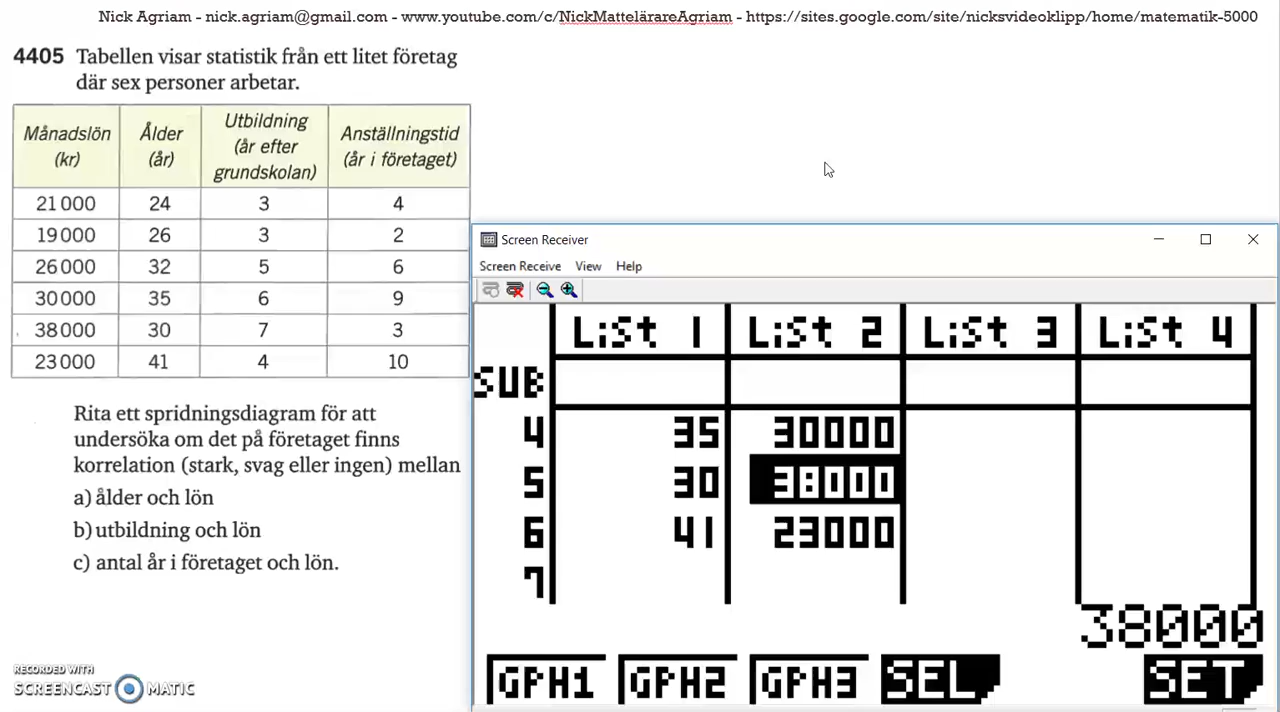 Nick Agriam - nick.agriam@gmail.com - www.youtube.com/c/NickMattelärareAgriam - https://sites.google.com/site/nicksvideoklipp/home/matematik-5000
4405 Tabellen visar statistik från ett litet företag
där sex personer arbetar.
Månadslön (kr) Ålder (år) Utbildning (år efter grundskolan) Anställningstid (år i företaget)
21 000 24 3 4
19 000 26 3 2
26 000 32 5 6
30 000 35 6 9
38 000 30 7 3
23 000 41 4 10
Rita ett spridningsdiagram för att
undersöka om det på företaget finns
korrelation (stark, svag eller ingen) mellan
a) ålder och lön
b) utbildning och lön
c) antal år i företaget och lön.
Screen Receiver
Screen Receive View Help
LiSt 1 LiSt 2 LiSt 3 LiSt 4
SUB
4 35 30000
5 30 38000
6 41 23000
7
38000
GPH1 GPH2 GPH3 SEL SET
RECORDED WITH
SCREENCAST MATIC